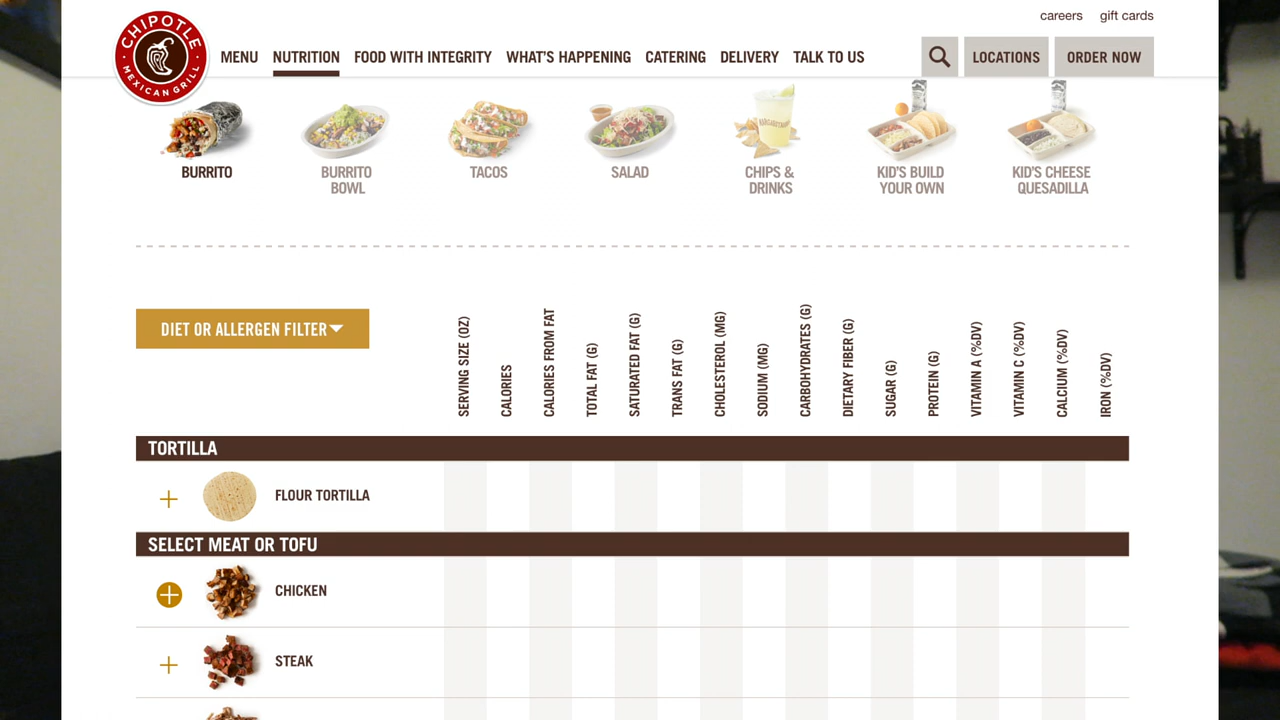 careers gift cards
CHIPOTLE
MEXICAN GRILL
MENU NUTRITION FOOD WITH INTEGRITY WHAT'S HAPPENING CATERING DELIVERY TALK TO US LOCATIONS ORDER NOW
BURRITO
BURRITO
BOWL
TACOS
SALAD
CHIPS &
DRINKS
KID'S BUILD
YOUR OWN
KID'S CHEESE
QUESADILLA
DIET OR ALLERGEN FILTER
SERVING SIZE (OZ)
CALORIES
CALORIES FROM FAT
TOTAL FAT (G)
SATURATED FAT (G)
TRANS FAT (G)
CHOLESTEROL (MG)
SODIUM (MG)
CARBOHYDRATES (G)
DIETARY FIBER (G)
SUGAR (G)
PROTEIN (G)
VITAMIN A (%DV)
VITAMIN C (%DV)
CALCIUM (%DV)
IRON (%DV)
TORTILLA
FLOUR TORTILLA
SELECT MEAT OR TOFU
CHICKEN
STEAK